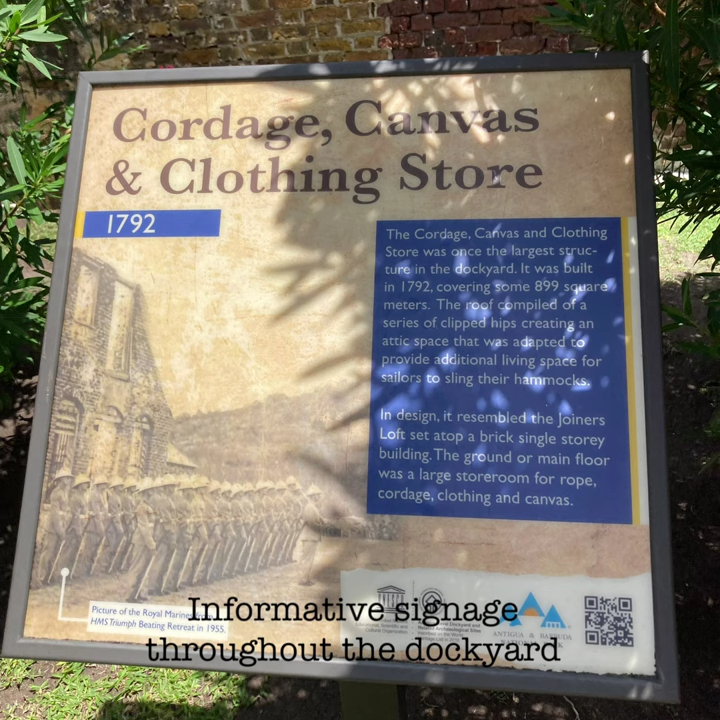 Cordage, Canvas
& Clothing Store
1792
The Cordage, Canvas and Clothing
Store was once the largest struc-
ture in the dockyard. It was built
in 1792, covering some 899 square
meters. The roof compiled of a
series of clipped hips creating an
attic space that was adapted to
provide additional living space for
sailors to sling their hammocks.
In design, it resembled the Joiners
Loft set atop a brick single storey
building. The ground or main floor
was a large storeroom for rope,
cordage, clothing and canvas.
Picture of the Royal Marines
HMS Triumph Beating Retreat in 1955.
ANTIGUA & BARBUDA
Informative signage
throughout the dockyard